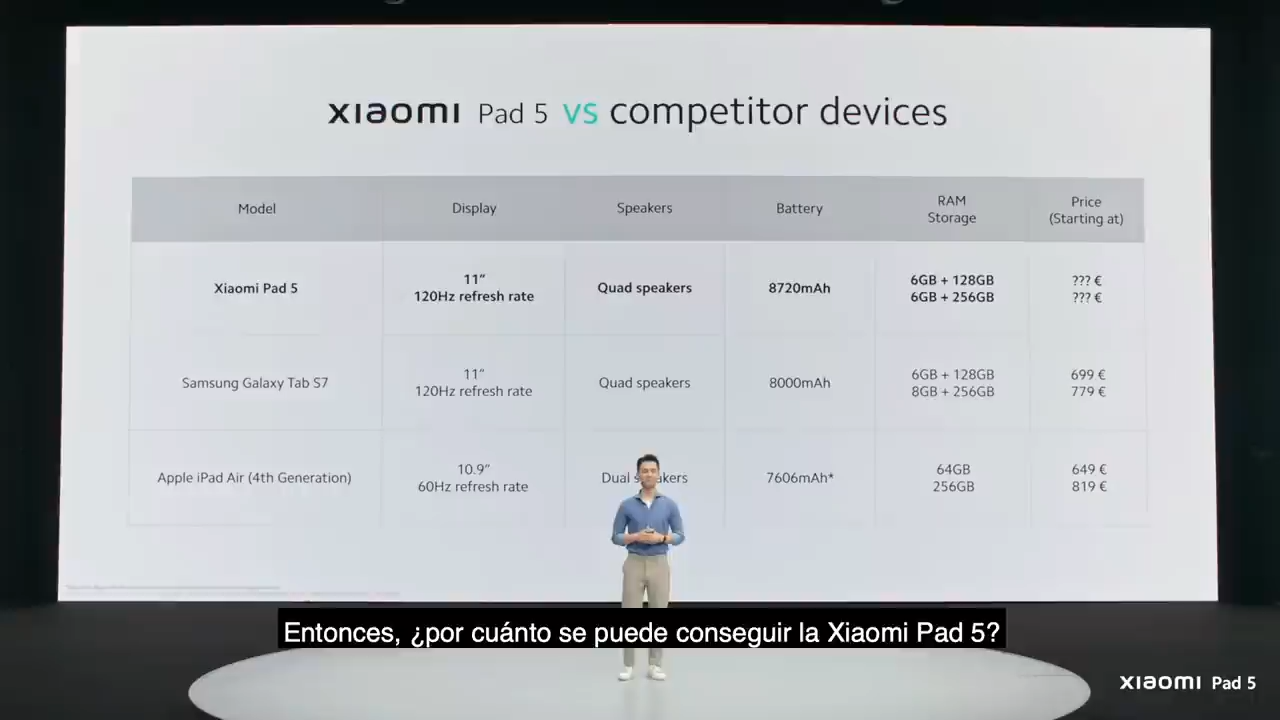 xiaomi Pad 5 vs competitor devices
Model Display Speakers Battery RAM Storage Price (Starting at)
Xiaomi Pad 5 11” 120Hz refresh rate Quad speakers 8720mAh 6GB + 128GB 6GB + 256GB ??? € ??? €
Samsung Galaxy Tab S7 11” 120Hz refresh rate Quad speakers 8000mAh 6GB + 128GB 8GB + 256GB 699 € 779 €
Apple iPad Air (4th Generation) 10.9” 60Hz refresh rate Dual 7606mAh* 64GB 256GB 649 € 819 €
Entonces, ¿por cuánto se puede conseguir la Xiaomi Pad 5?
xiaomi Pad 5